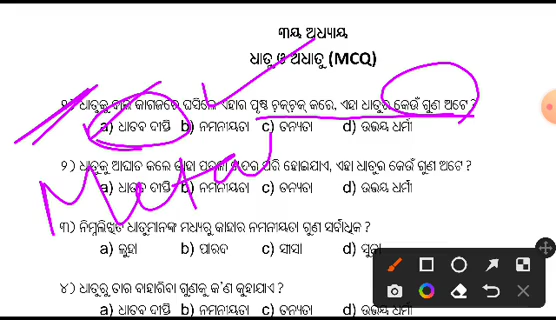 ୩ୟ ଅଧ୍ୟାୟ
ଧାତୁ ଓ ଅଧାତୁ (MCQ)
୧) ଧାତୁକୁ ବାଲି କାଗଜରେ ଘସିଲେ ଏହାର ପୃଷ୍ଠ ଚକ୍‌ଚକ୍ କରେ, ଏହା ଧାତୁର କେଉଁ ଗୁଣ ଅଟେ ?
a) ଧାତବ ଦୀପ୍ତି b) ନମନୀୟତା c) ତନ୍ୟତା d) ଉଭୟ ଧର୍ମୀ
Metal
୨) ଧାତୁକୁ ଆଘାତ କଲେ ତାହା ପତଳା ଚାଦର ପରି ହୋଇଯାଏ, ଏହା ଧାତୁର କେଉଁ ଗୁଣ ଅଟେ ?
a) ଧାତବ ଦୀପ୍ତି b) ନମନୀୟତା c) ତନ୍ୟତା d) ଉଭୟ ଧର୍ମୀ
୩) ନିମ୍ନଲିଖିତ ଧାତୁମାନଙ୍କ ମଧ୍ୟରୁ କାହାର ନମନୀୟତା ଗୁଣ ସର୍ବାଧିକ ?
a) ଲୁହା b) ପାରଦ c) ସୀସା d) ସୁନା
୪) ଧାତୁରୁ ତାର ବାହାରିବା ଗୁଣକୁ କ'ଣ କୁହାଯାଏ ?
a) ଧାତବ ଦୀପ୍ତି b) ନମନୀୟତା c) ତନ୍ୟତା d) ଉଭୟ ଧର୍ମୀ